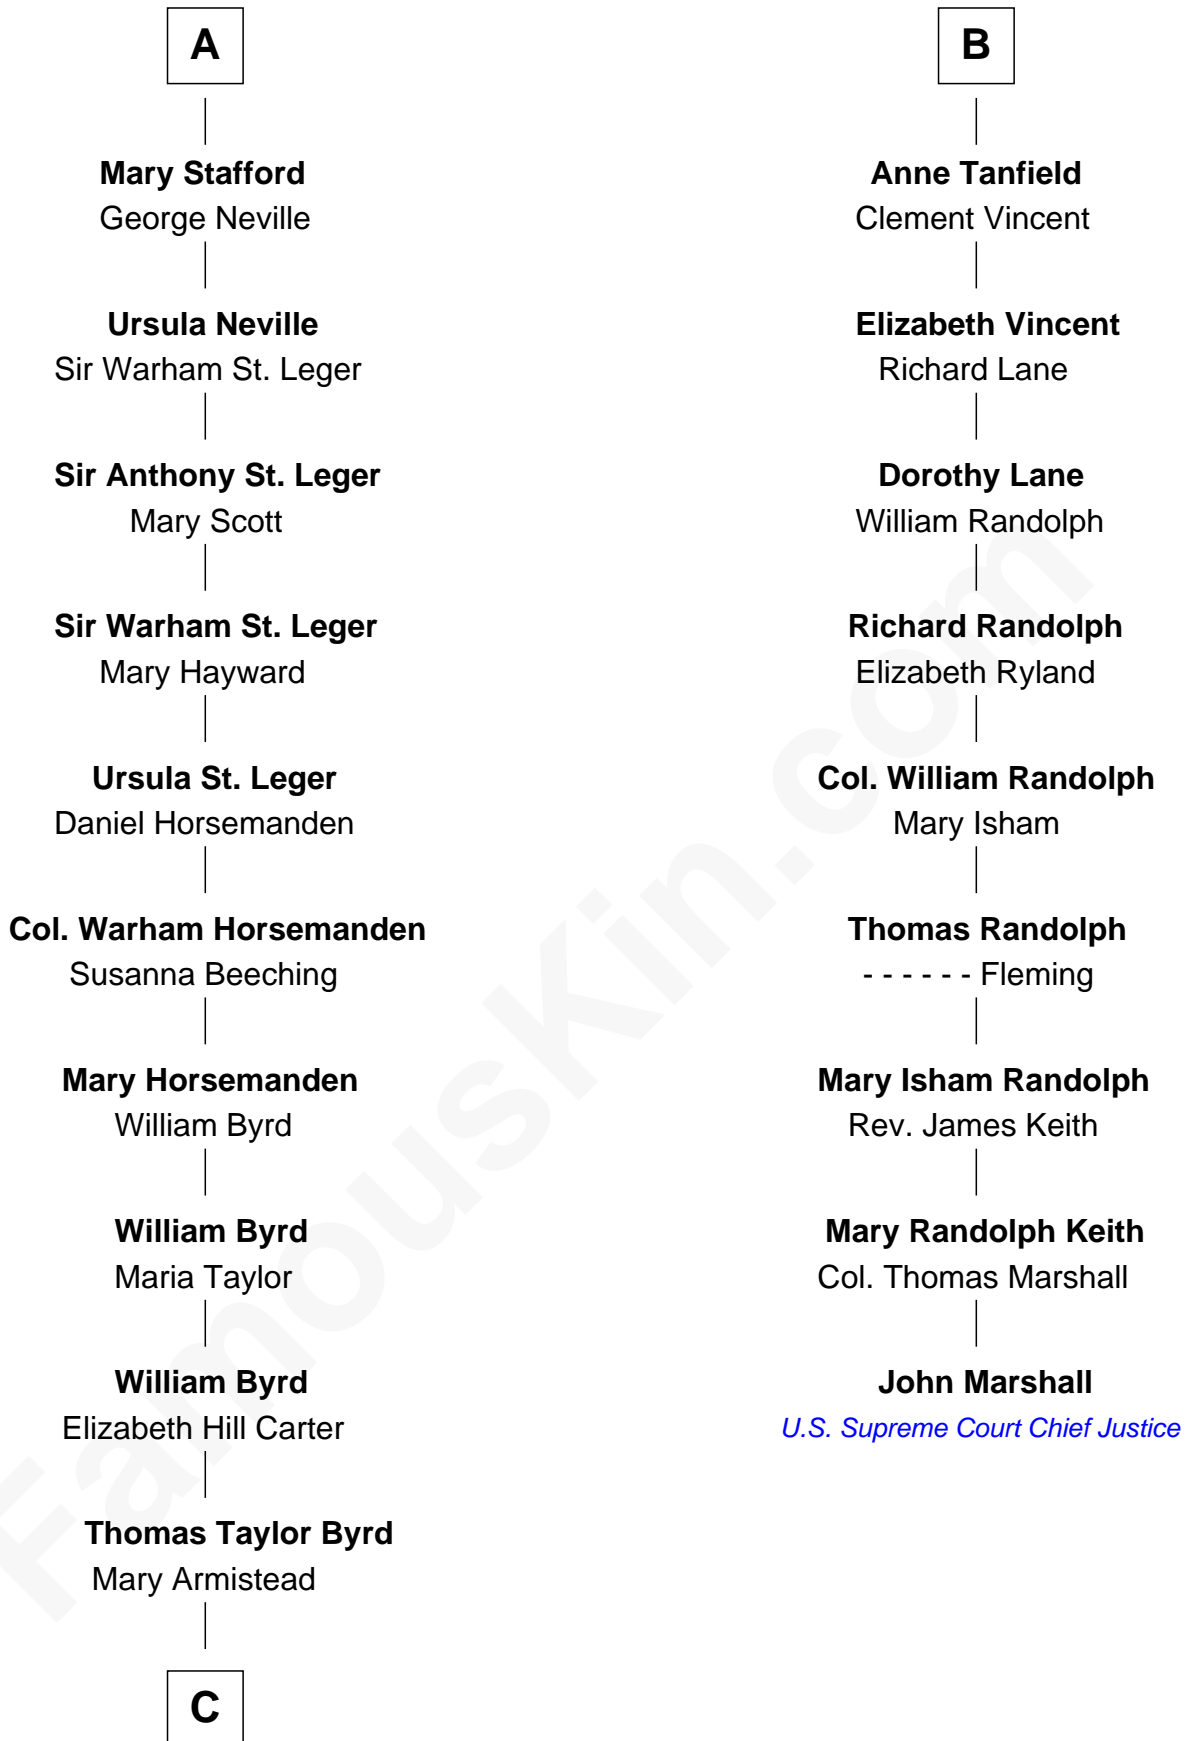 A
Mary Stafford
George Neville
Ursula Neville
Sir Warham St. Leger
Sir Anthony St. Leger
Mary Scott
Sir Warham St. Leger
Mary Hayward
Ursula St. Leger
Daniel Horsemanden
Col. Warham Horsemanden
Susanna Beeching
Mary Horsemanden
William Byrd
William Byrd
Maria Taylor
William Byrd
Elizabeth Hill Carter
Thomas Taylor Byrd
Mary Armistead
C
B
Anne Tanfield
Clement Vincent
Elizabeth Vincent
Richard Lane
Dorothy Lane
William Randolph
Richard Randolph
Elizabeth Ryland
Col. William Randolph
Mary Isham
Thomas Randolph
- - - - - - Fleming
Mary Isham Randolph
Rev. James Keith
Mary Randolph Keith
Col. Thomas Marshall
John Marshall
U.S. Supreme Court Chief Justice
FamousKin.com